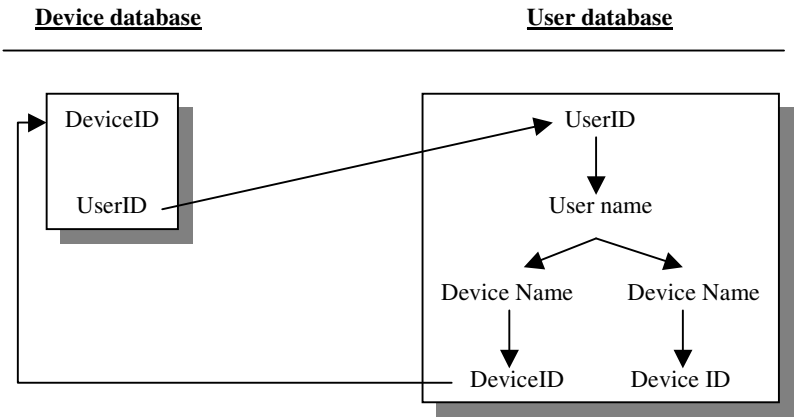 Device database
User database
DeviceID
UserID
UserID
User name
Device Name
Device Name
DeviceID
Device ID